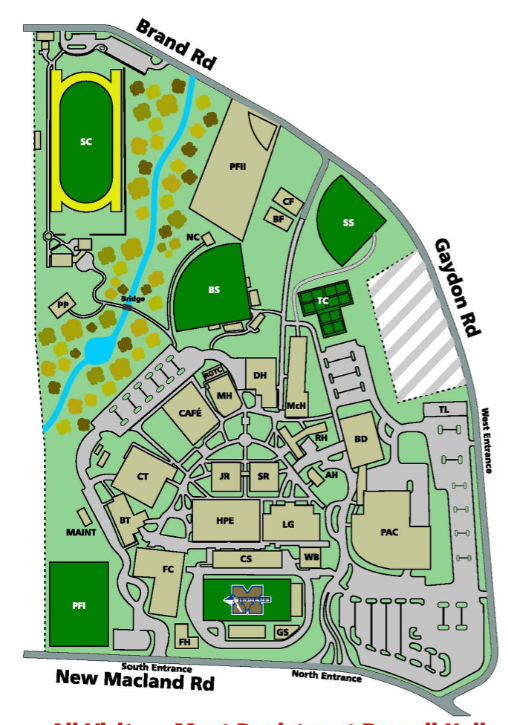 Brand Rd
SC
PFII
CF
BF
SS
NC
Gaydon Rd
BS
TC
PP
Bridge
ROTC
DH
MH
McH
CAFÉ
TL
West Entrance
RH
BD
CT
JR
SR
AH
BT
HPE
LG
PAC
MAINT
CS
WB
FC
PFI
GS
FH
South Entrance
North Entrance
New Macland Rd